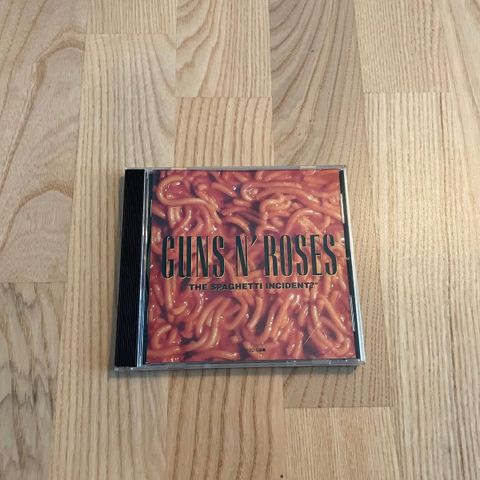 GUNS N' ROSES
"THE SPAGHETTI INCIDENT?"